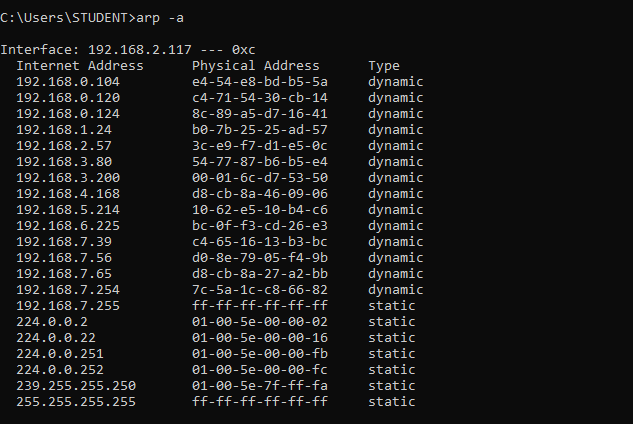 C:\Users\STUDENT>arp -a
Interface: 192.168.2.117 --- 0xc
Internet Address Physical Address Type
192.168.0.104 e4-54-e8-bd-b5-5a dynamic
192.168.0.120 c4-71-54-30-cb-14 dynamic
192.168.0.124 8c-89-a5-d7-16-41 dynamic
192.168.1.24 b0-7b-25-25-ad-57 dynamic
192.168.2.57 3c-e9-f7-d1-e5-0c dynamic
192.168.3.80 54-77-87-b6-b5-e4 dynamic
192.168.3.200 00-01-6c-d7-53-50 dynamic
192.168.4.168 d8-cb-8a-46-09-06 dynamic
192.168.5.214 10-62-e5-10-b4-c6 dynamic
192.168.6.225 bc-0f-f3-cd-26-e3 dynamic
192.168.7.39 c4-65-16-13-b3-bc dynamic
192.168.7.56 d0-8e-79-05-f4-9b dynamic
192.168.7.65 d8-cb-8a-27-a2-bb dynamic
192.168.7.254 7c-5a-1c-c8-66-82 dynamic
192.168.7.255 ff-ff-ff-ff-ff-ff static
224.0.0.2 01-00-5e-00-00-02 static
224.0.0.22 01-00-5e-00-00-16 static
224.0.0.251 01-00-5e-00-00-fb static
224.0.0.252 01-00-5e-00-00-fc static
239.255.255.250 01-00-5e-7f-ff-fa static
255.255.255.255 ff-ff-ff-ff-ff-ff static